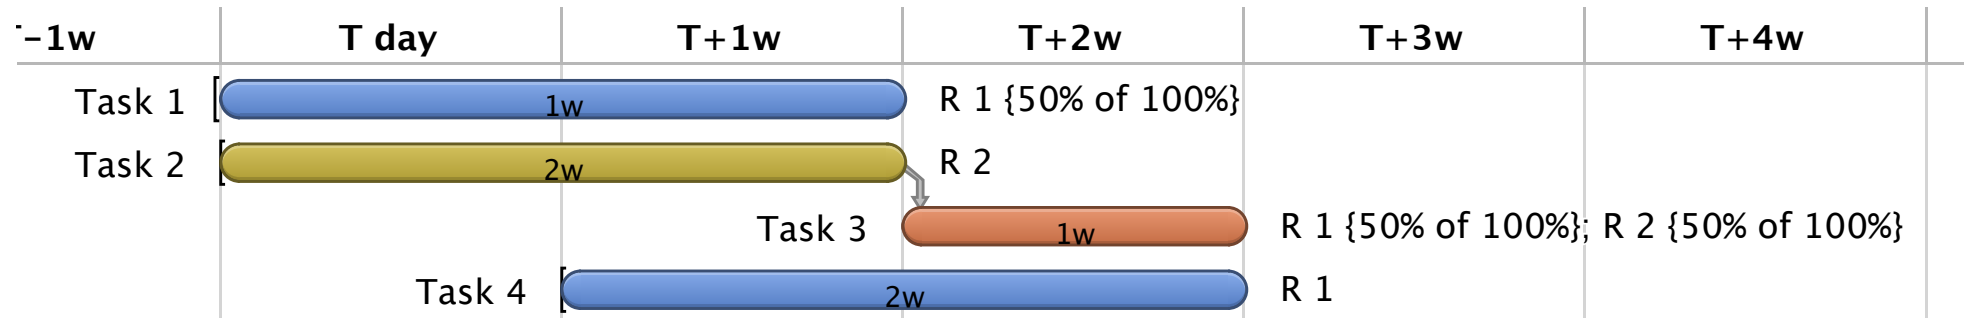 -1w T day T+1w T+2w T+3w T+4w
Task 1 1w R 1 {50% of 100%}
Task 2 2w R 2
Task 3 1w R 1 {50% of 100%}; R 2 {50% of 100%}
Task 4 2w R 1